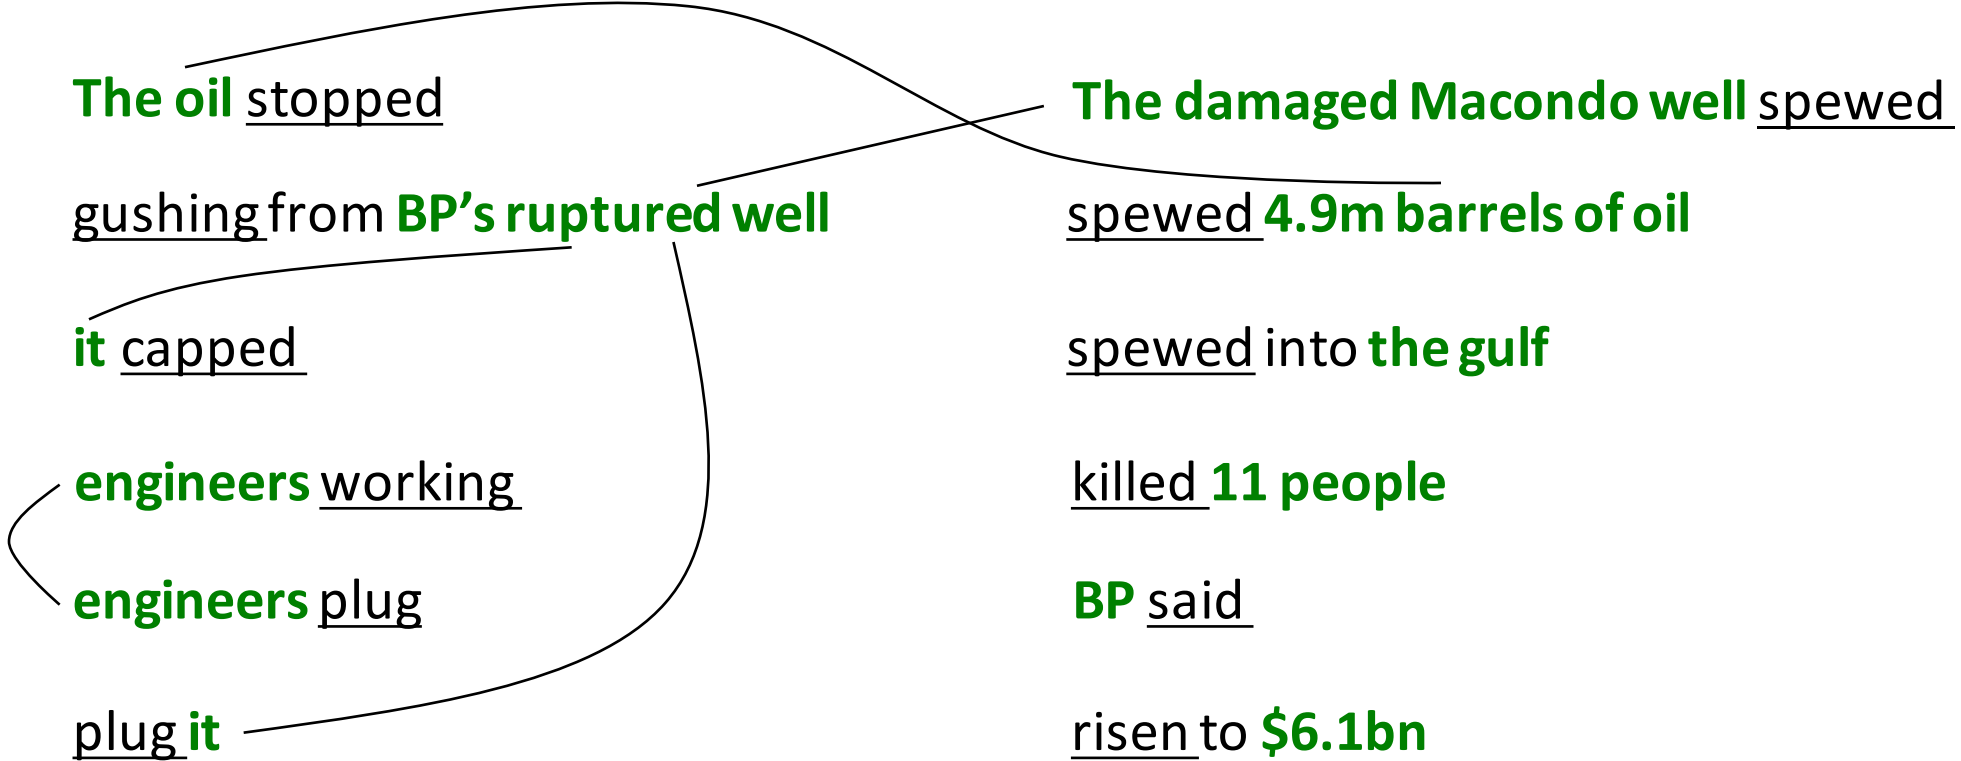 The oil stopped
gushing from BP’s ruptured well
it capped
engineers working
engineers plug
plug it
The damaged Macondo well spewed
spewed 4.9m barrels of oil
spewed into the gulf
killed 11 people
BP said
risen to $6.1bn